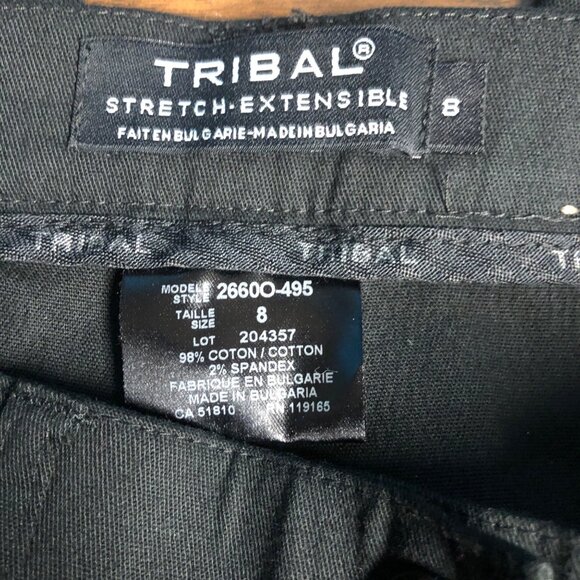 TRIBAL®
STRETCH-EXTENSIBLE
FAIT EN BULGARIE-MADE IN BULGARIA
8
TRIBAL TRIBAL
MODELE STYLE 2660O-495
TAILLE SIZE 8
LOT 204357
98% COTON / COTTON
2% SPANDEX
FABRIQUE EN BULGARIE
MADE IN BULGARIA
CA 51810 RN 119165